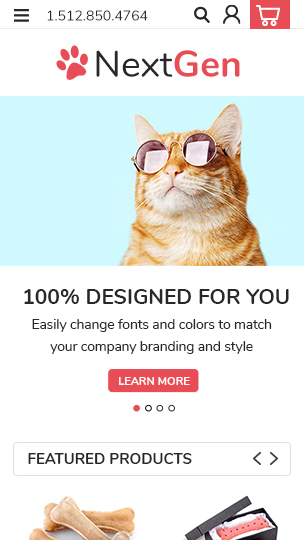 1.512.850.4764
NextGen
100% DESIGNED FOR YOU
Easily change fonts and colors to match
your company branding and style
LEARN MORE
FEATURED PRODUCTS